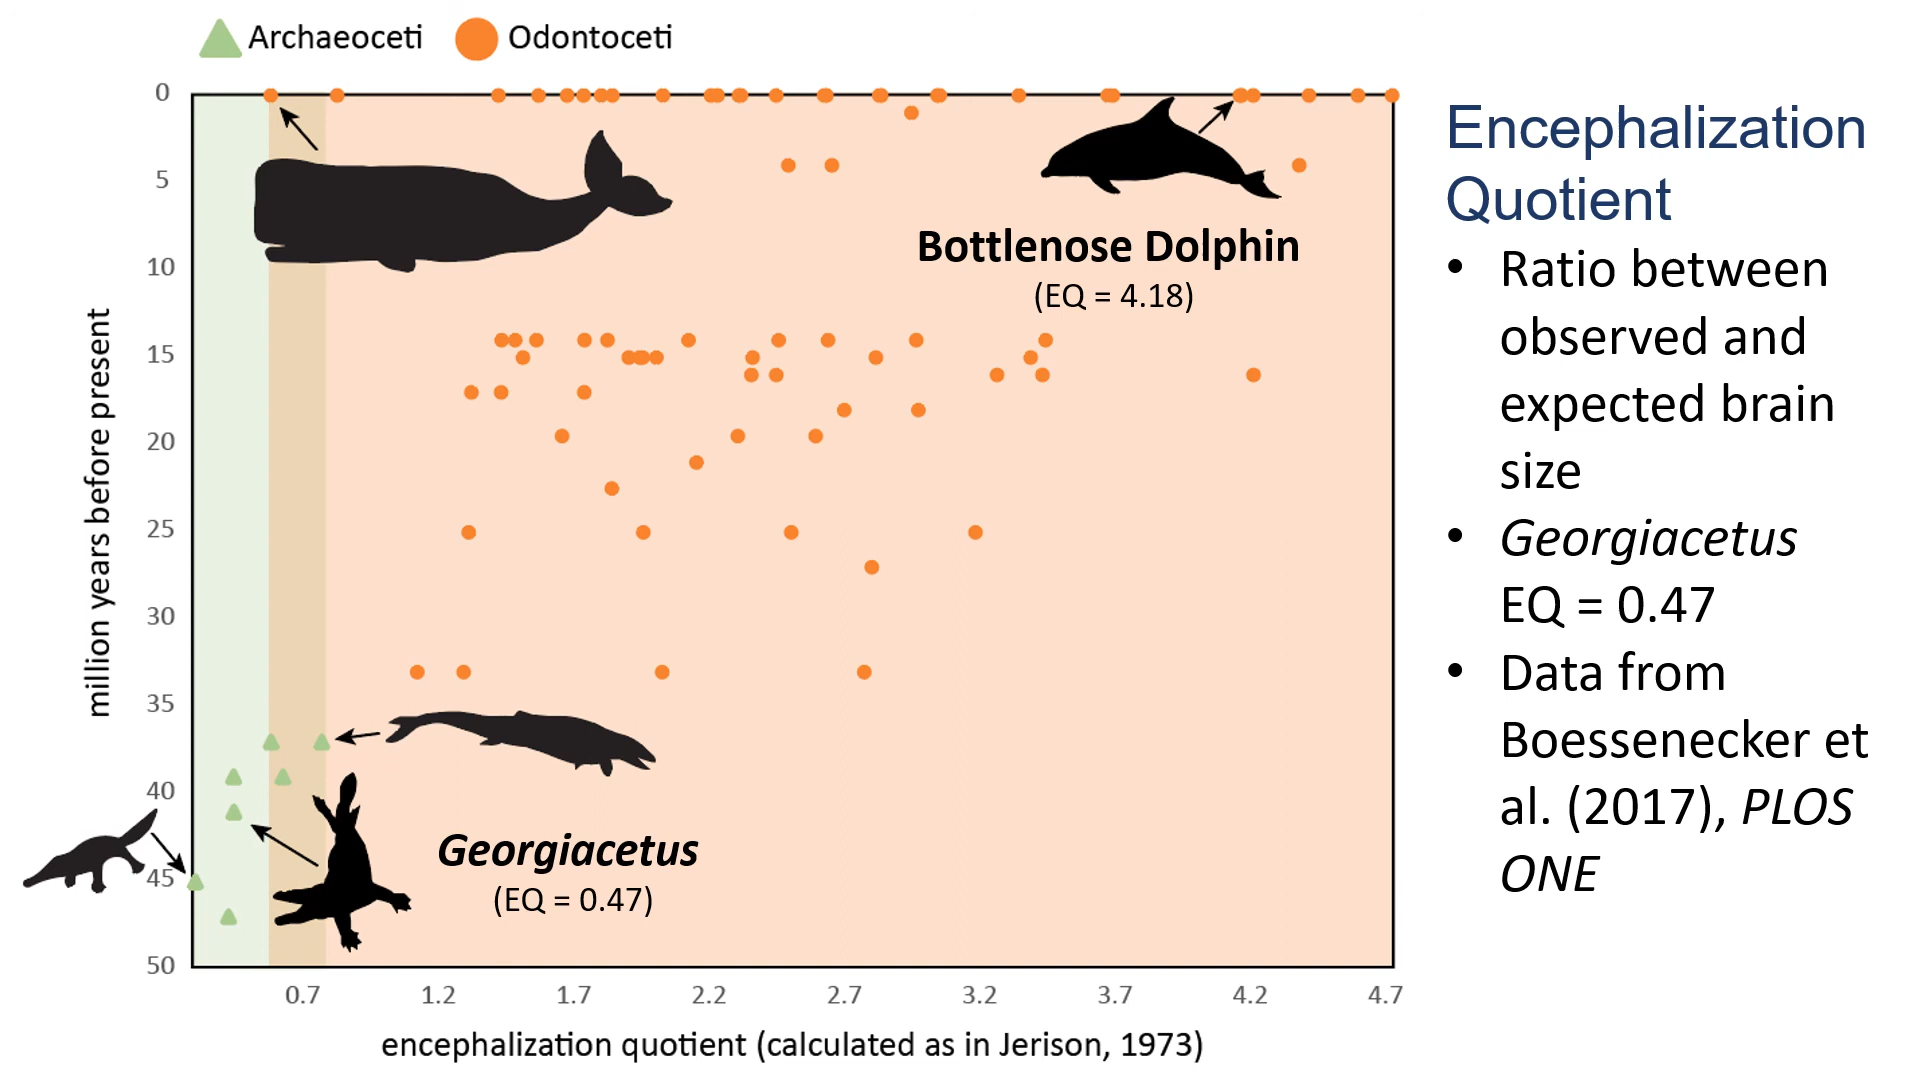 Archaeoceti
Odontoceti
0
5
10
15
20
25
30
35
40
45
50
million years before present
0.7
1.2
1.7
2.2
2.7
3.2
3.7
4.2
4.7
encephalization quotient (calculated as in Jerison, 1973)
Bottlenose Dolphin
(EQ = 4.18)
Georgiacetus
(EQ = 0.47)
Encephalization
Quotient
• Ratio between
observed and
expected brain
size
• Georgiacetus
EQ = 0.47
• Data from
Boessenecker et
al. (2017), PLOS
ONE